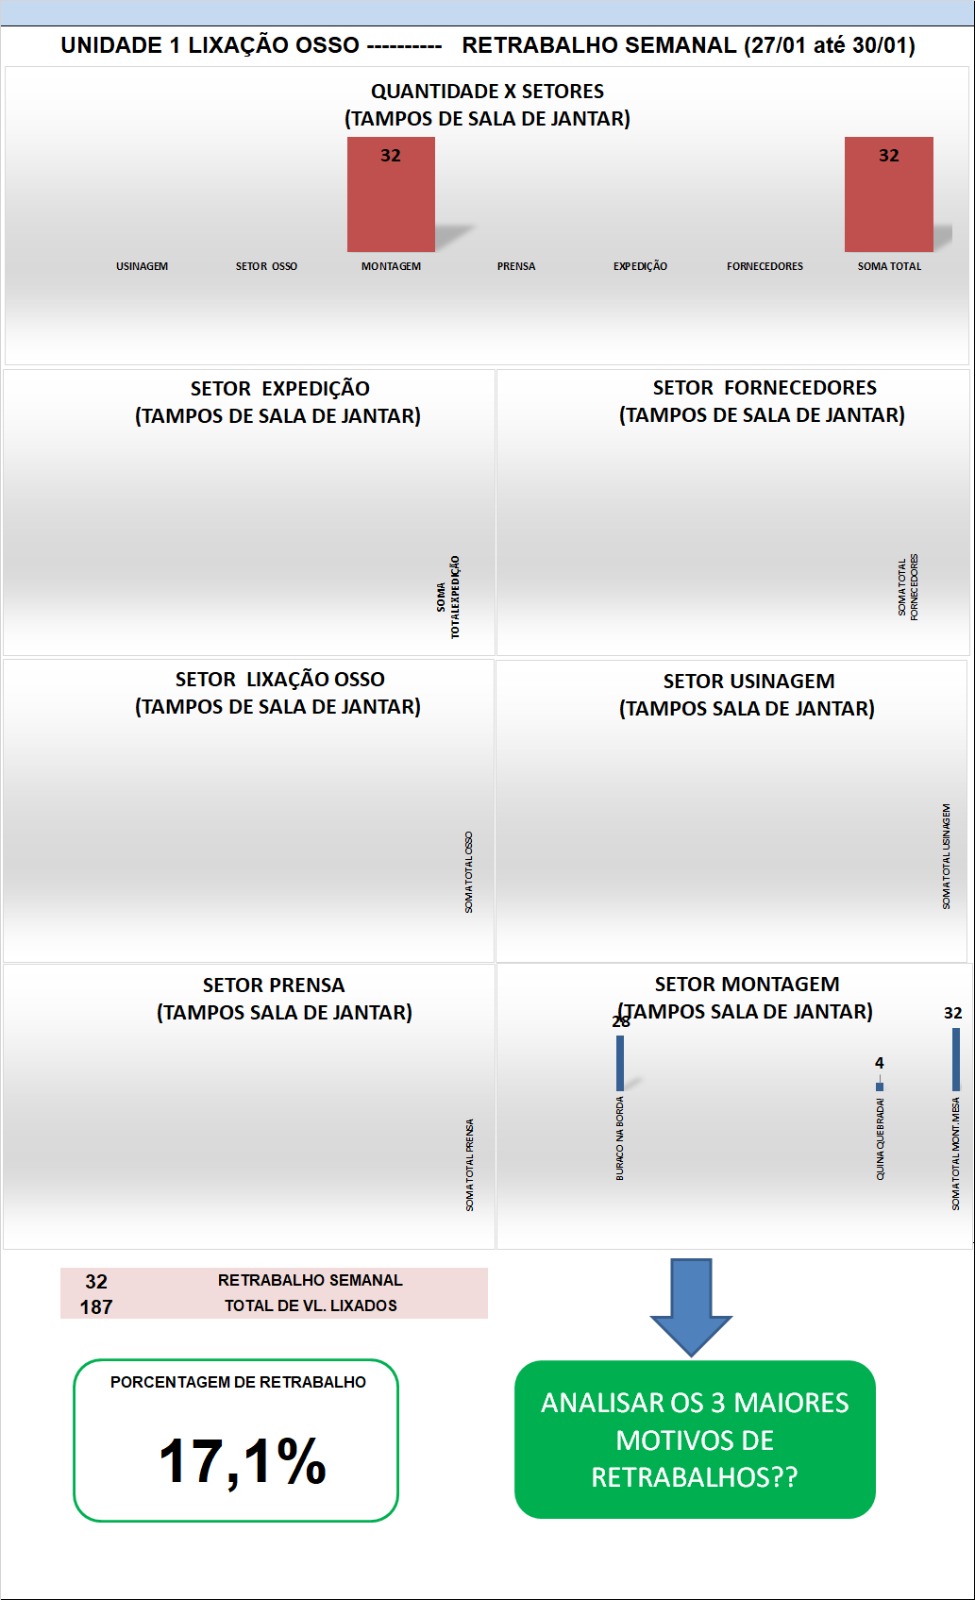 UNIDADE 1 LIXAÇÃO OSSO ---------- RETRABALHO SEMANAL (27/01 até 30/01)
QUANTIDADE X SETORES
(TAMPOS DE SALA DE JANTAR)
32
32
USINAGEM
SETOR OSSO
MONTAGEM
PRENSA
EXPEDIÇÃO
FORNECEDORES
SOMA TOTAL
SETOR EXPEDIÇÃO
(TAMPOS DE SALA DE JANTAR)
SOMA
TOTALEXPEDIÇÃO
SETOR FORNECEDORES
(TAMPOS DE SALA DE JANTAR)
SOMA TOTAL
FORNECEDORES
SETOR LIXAÇÃO OSSO
(TAMPOS DE SALA DE JANTAR)
SOMA TOTAL OSSO
SETOR USINAGEM
(TAMPOS SALA DE JANTAR)
SOMA TOTAL USINAGEM
SETOR PRENSA
(TAMPOS SALA DE JANTAR)
SOMA TOTAL PRENSA
SETOR MONTAGEM
(TAMPOS SALA DE JANTAR)
28
4
32
BURACO NA BORDA
QUINA QUEBRADA!
SOMA TOTAL MONT.MESA
32 RETRABALHO SEMANAL
187 TOTAL DE VL. LIXADOS
PORCENTAGEM DE RETRABALHO
17,1%
ANALISAR OS 3 MAIORES
MOTIVOS DE
RETRABALHOS??